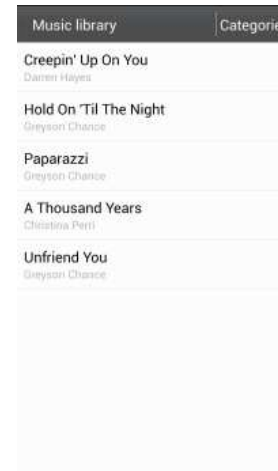 Music library Categorie
Creepin' Up On You
Darren Hayes
Hold On 'Til The Night
Greyson Chance
Paparazzi
Greyson Chance
A Thousand Years
Christina Perri
Unfriend You
Greyson Chance